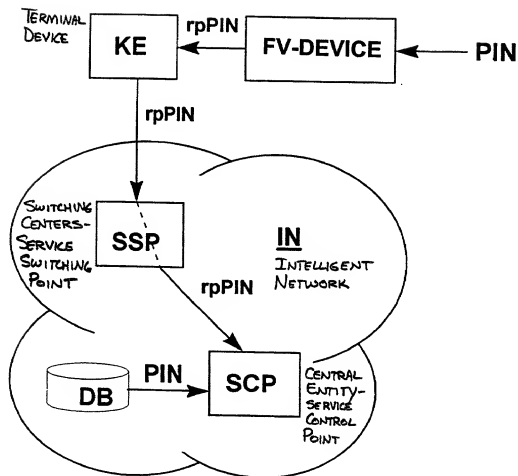 TERMINAL
DEVICE
KE
rpPIN
FV-DEVICE
PIN
rpPIN
SWITCHING
CENTERS-
SERVICE
SWITCHING
POINT
SSP
IN
INTELLIGENT
NETWORK
rpPIN
DB
PIN
SCP
CENTRAL
ENTITY-
SERVICE
CONTROL
POINT